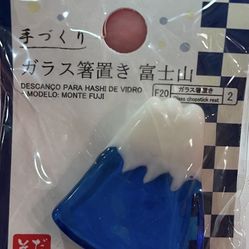 手づくり
ガラス箸置き 富士山
DESCANÇO PARA HASHI DE VIDRO
- MODELO: MONTE FUJI
F20
ガラス箸置き
glass chopstick rest
2